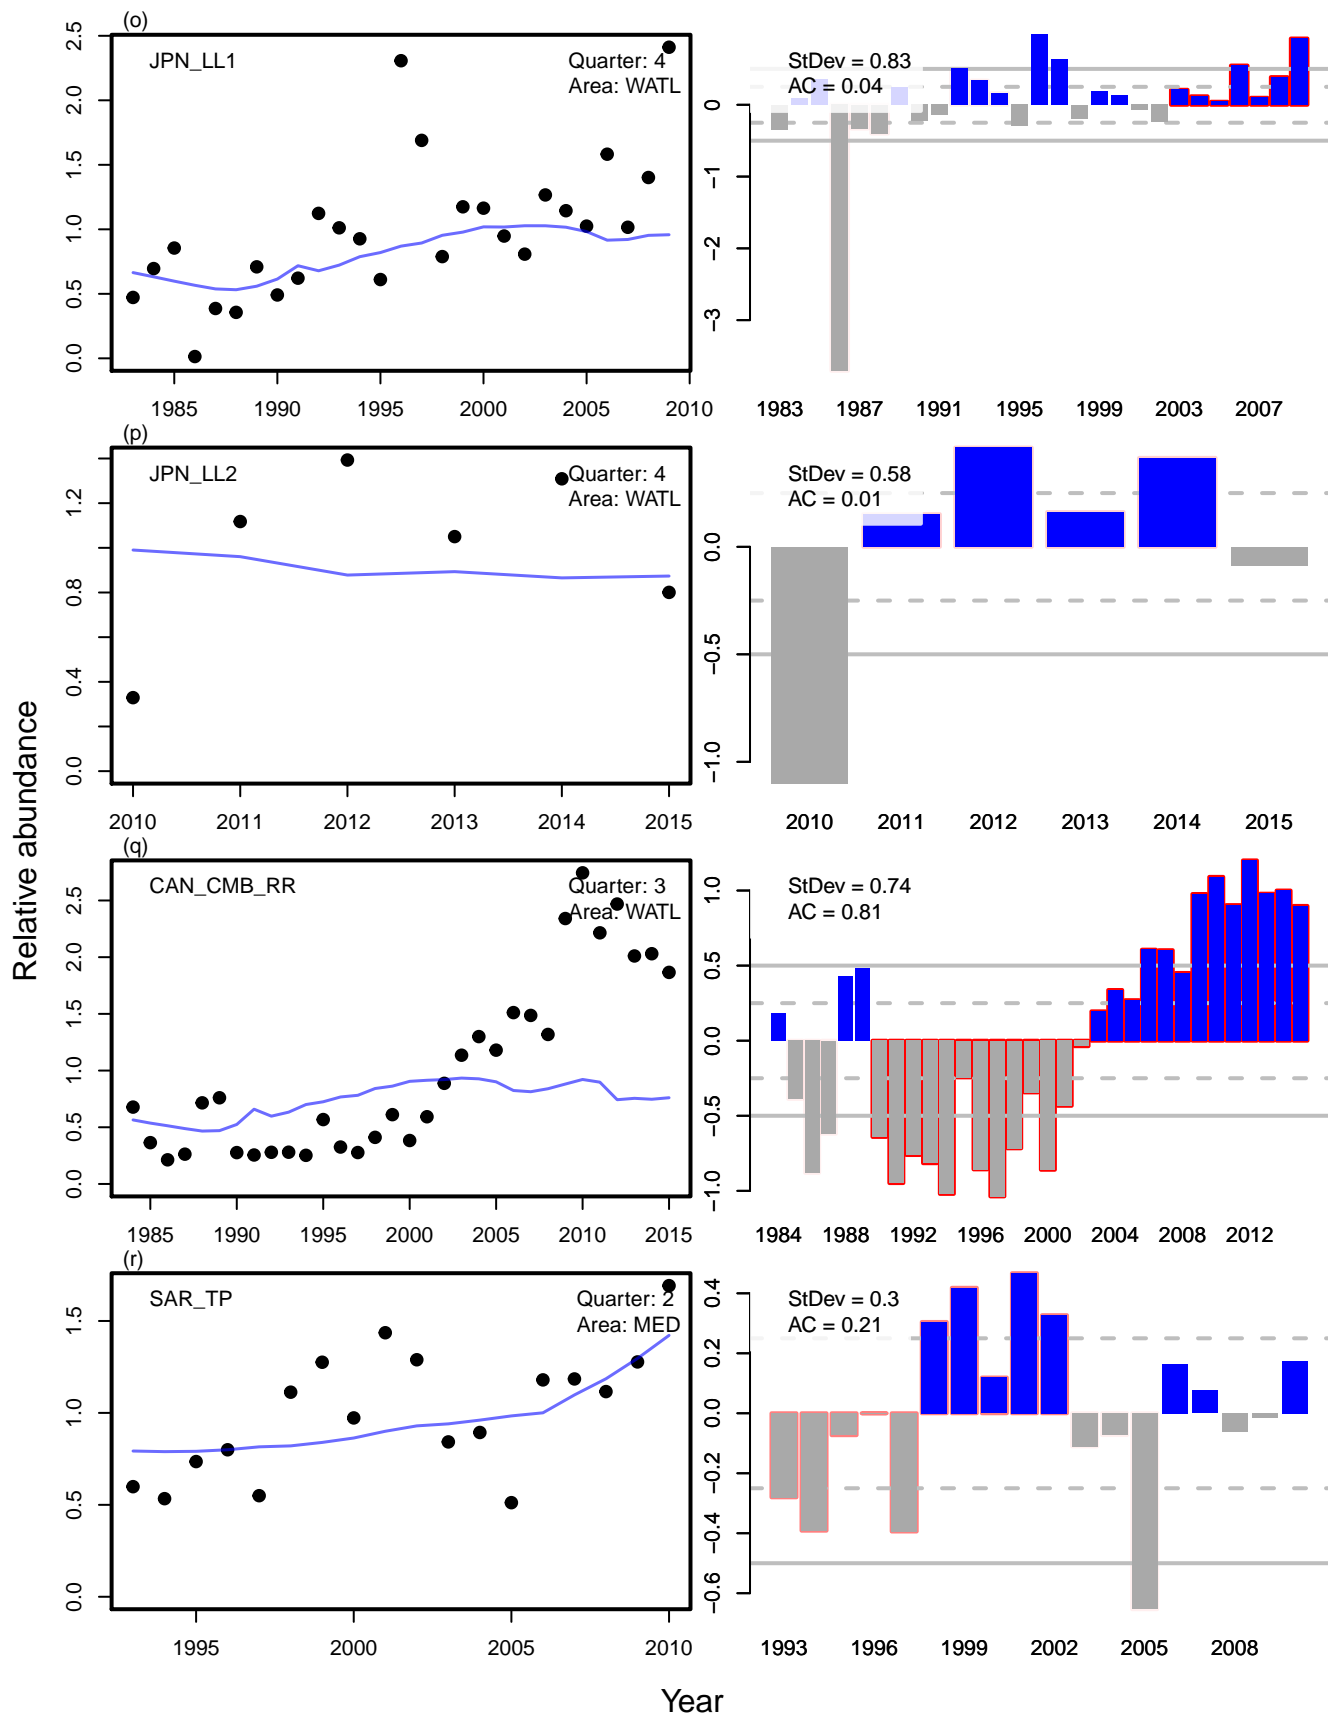 (o)
JPN_LL1
Quarter: 4
Area: WATL
0.0 0.5 1.0 1.5 2.0 2.5
1985 1990 1995 2000 2005 2010
StDev = 0.83
AC = 0.04
−3 −2 −1 0
1983 1987 1991 1995 1999 2003 2007
(p)
JPN_LL2
Quarter: 4
Area: WATL
0.0 0.4 0.8 1.2
2010 2011 2012 2013 2014 2015
StDev = 0.58
AC = 0.01
−1.0 −0.5 0.0
2010 2011 2012 2013 2014 2015
(q)
CAN_CMB_RR
Quarter: 3
Area: WATL
0.0 0.5 1.0 1.5 2.0 2.5
1985 1990 1995 2000 2005 2010 2015
StDev = 0.74
AC = 0.81
−1.0 −0.5 0.0 0.5 1.0
1984 1988 1992 1996 2000 2004 2008 2012
(r)
SAR_TP
Quarter: 2
Area: MED
0.0 0.5 1.0 1.5
1995 2000 2005 2010
StDev = 0.3
AC = 0.21
−0.6 −0.4 −0.2 0.0 0.2 0.4
1993 1996 1999 2002 2005 2008
Relative abundance
Year